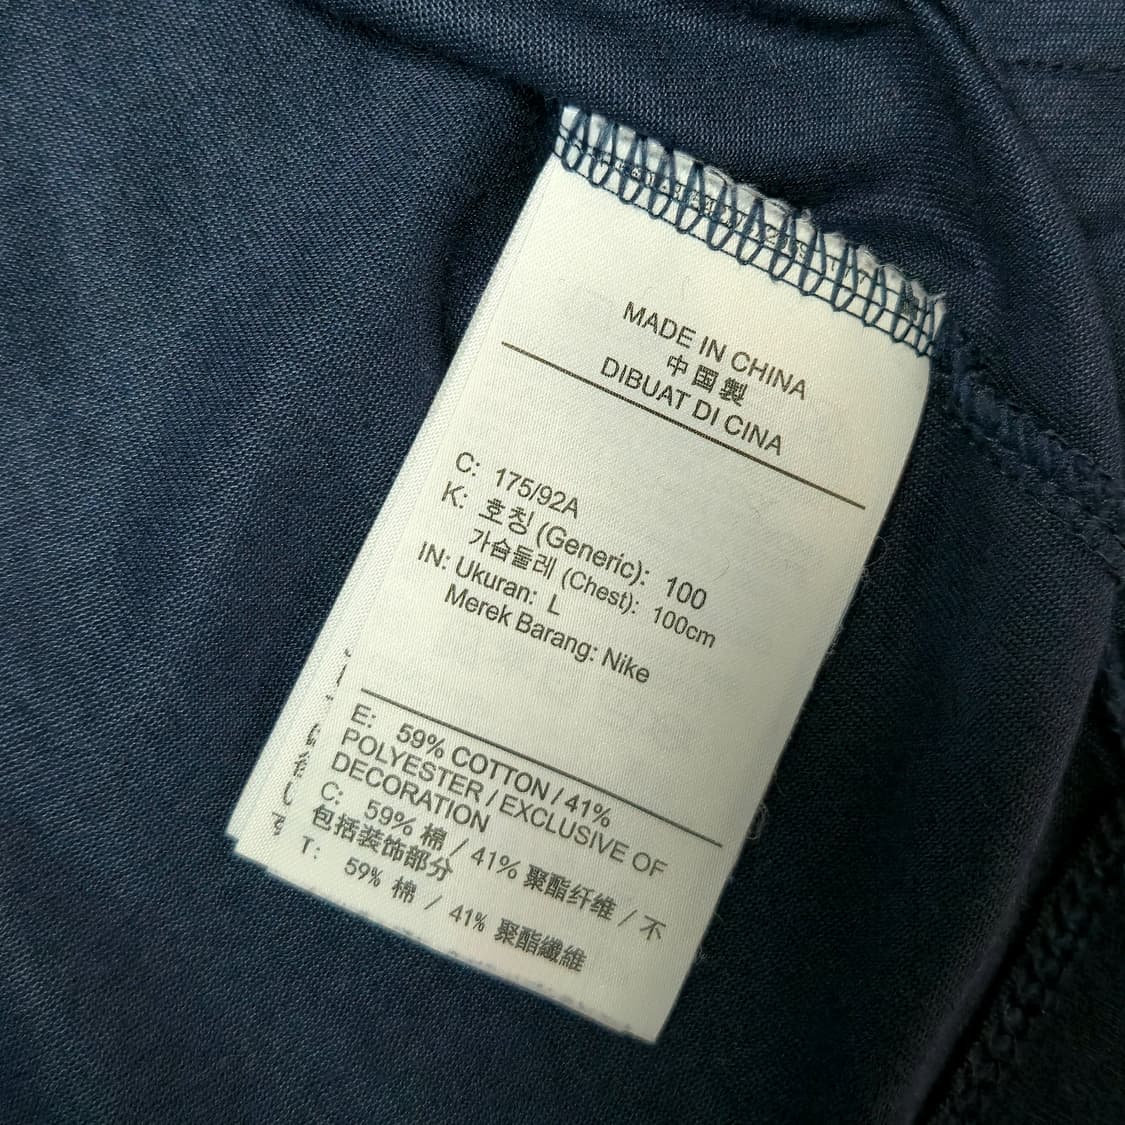 MADE IN CHINA
中国製
DIBUAT DI CINA
C: 175/92A
K: 호칭 (Generic): 100
가슴둘레 (Chest): 100cm
IN: Ukuran: L
Merek Barang: Nike
E: 59% COTTON / 41%
POLYESTER / EXCLUSIVE OF
DECORATION
C: 59% 棉 / 41% 聚酯纤维 / 不
包括装饰部分
T: 59% 棉 / 41% 聚酯纖維